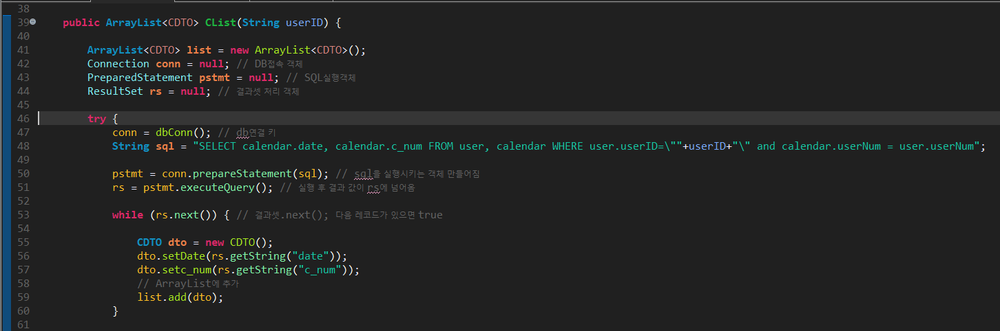 38
39 public ArrayList<CDTO> CList(String userID) {
40
41 ArrayList<CDTO> list = new ArrayList<CDTO>();
42 Connection conn = null; // DB접속 객체
43 PreparedStatement pstmt = null; // SQL실행객체
44 ResultSet rs = null; // 결과셋 처리 객체
45
46 try {
47 conn = dbConn(); // db연결 키
48 String sql = "SELECT calendar.date, calendar.c_num FROM user, calendar WHERE user.userID=\""+userID+"\" and calendar.userNum = user.userNum";
49
50 pstmt = conn.prepareStatement(sql); // sql을 실행시키는 객체 만들어짐
51 rs = pstmt.executeQuery(); // 실행 후 결과 값이 rs에 넘어옴
52
53 while (rs.next()) { // 결과셋.next(); 다음 레코드가 있으면 true
54
55 CDTO dto = new CDTO();
56 dto.setDate(rs.getString("date"));
57 dto.setc_num(rs.getString("c_num"));
58 // ArrayList에 추가
59 list.add(dto);
60 }
61